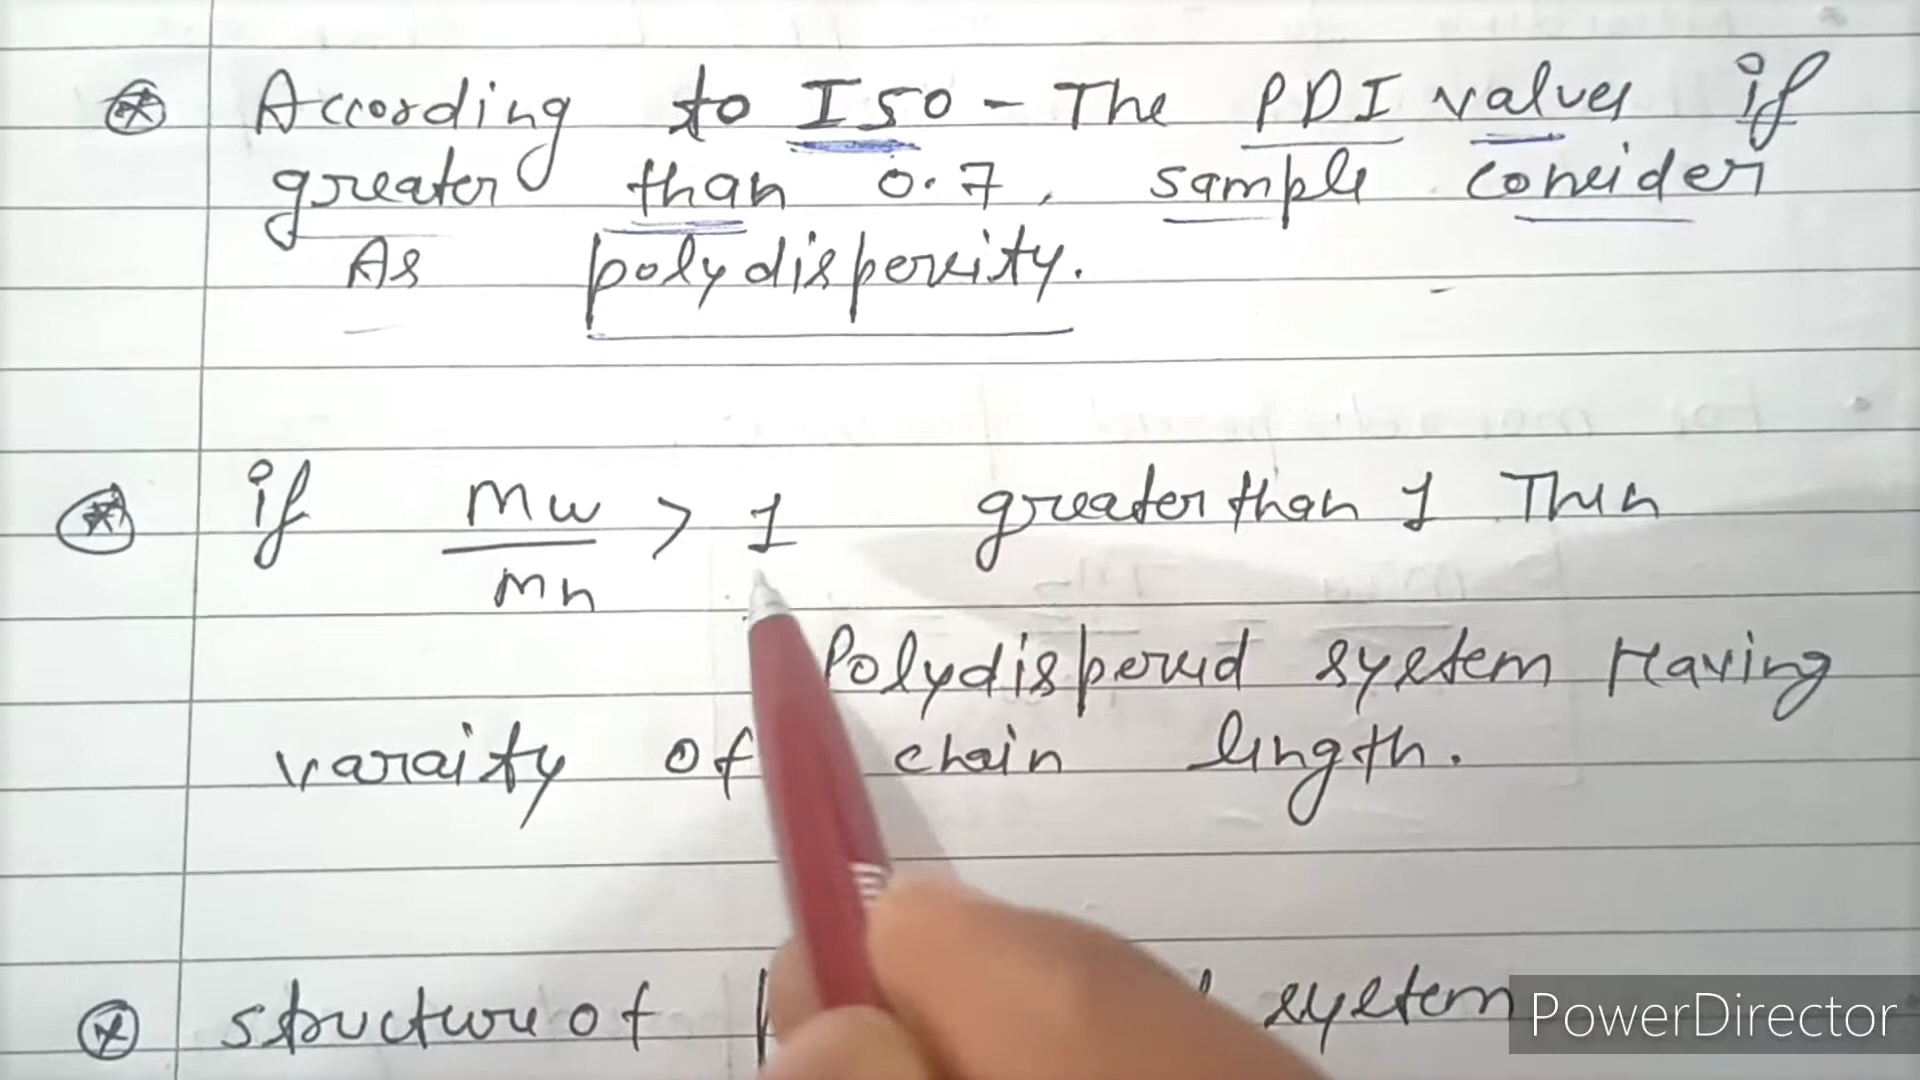 According to ISO - The PDI values if
greater than 0.7, sample consider
As polydispersity.
if Mw/Mn > 1 greater than 1 Then
Polydispersed system Having
varaity of chain length.
structure of system
PowerDirector